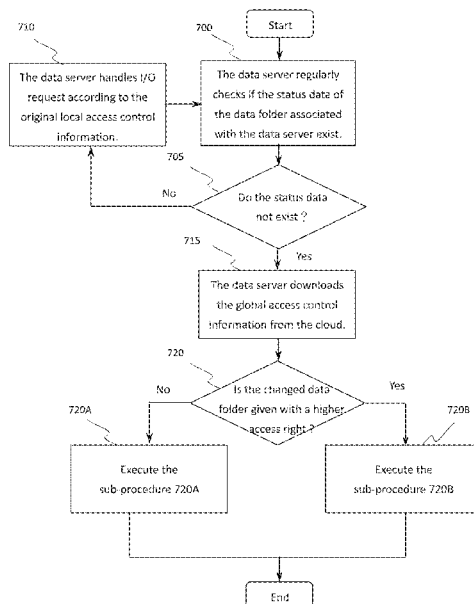 Start
710
700
The data server handles I/O
request according to the
original local access control
information.
The data server regularly
checks if the status data of
the data folder associated
with the data server exist.
705
No
Do the status data
not exist ?
715
Yes
The data server downloads
the global access control
information from the cloud.
720
No
Is the changed data
folder given with a higher
access right ?
Yes
720A
720B
Execute the
sub-procedure 720A
Execute the
sub-procedure 720B
End